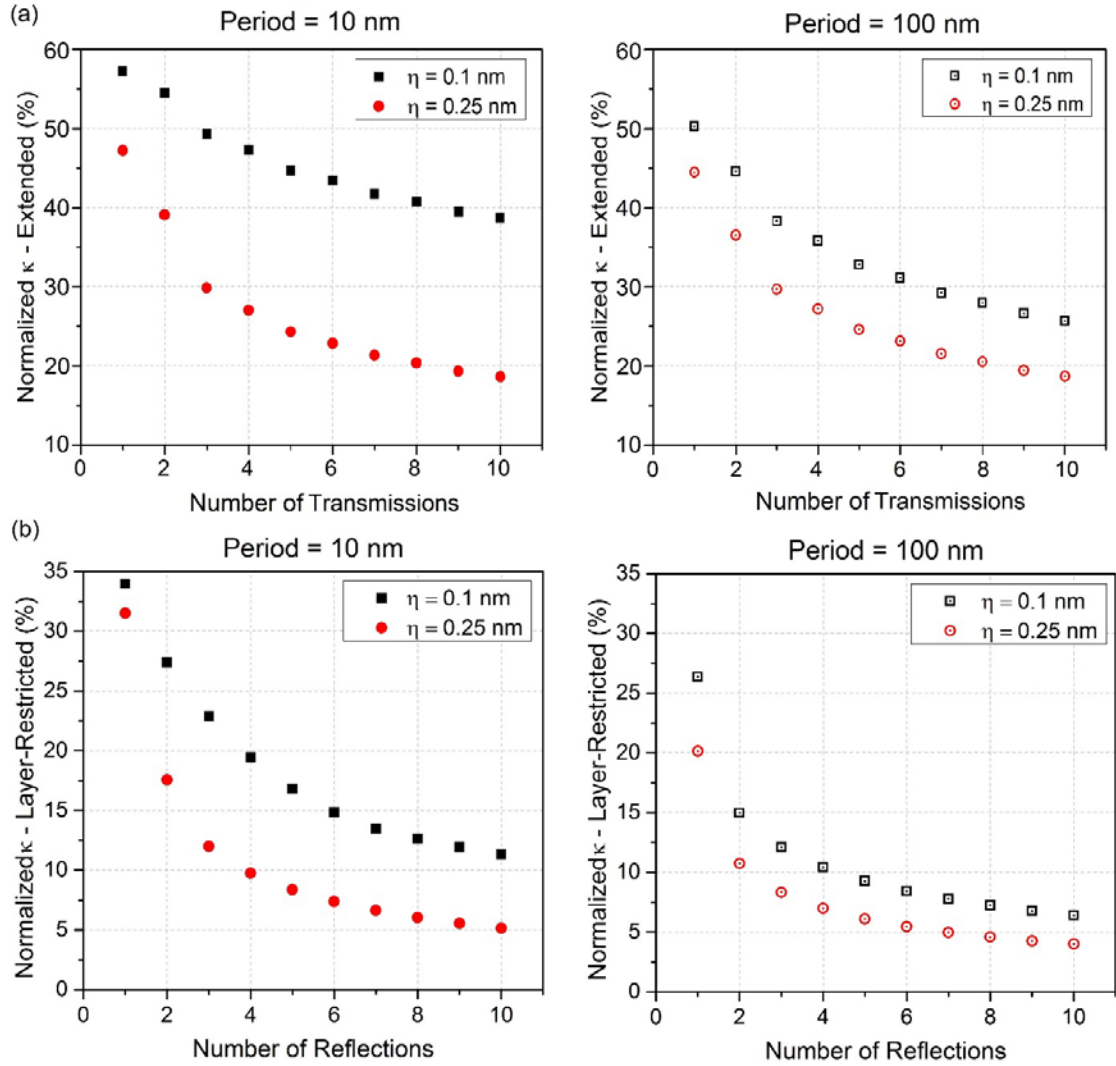 (a)
Period = 10 nm
Normalized κ - Extended (%)
60
50
40
30
20
10
η = 0.1 nm
η = 0.25 nm
0 2 4 6 8 10
Number of Transmissions
Period = 100 nm
Normalized κ - Extended (%)
60
50
40
30
20
10
η = 0.1 nm
η = 0.25 nm
0 2 4 6 8 10
Number of Transmissions
(b)
Period = 10 nm
Normalizedκ - Layer-Restricted (%)
35
30
25
20
15
10
5
0
η = 0.1 nm
η = 0.25 nm
0 2 4 6 8 10
Number of Reflections
Period = 100 nm
Normalized κ - Layer-Restricted (%)
35
30
25
20
15
10
5
0
η = 0.1 nm
η = 0.25 nm
0 2 4 6 8 10
Number of Reflections